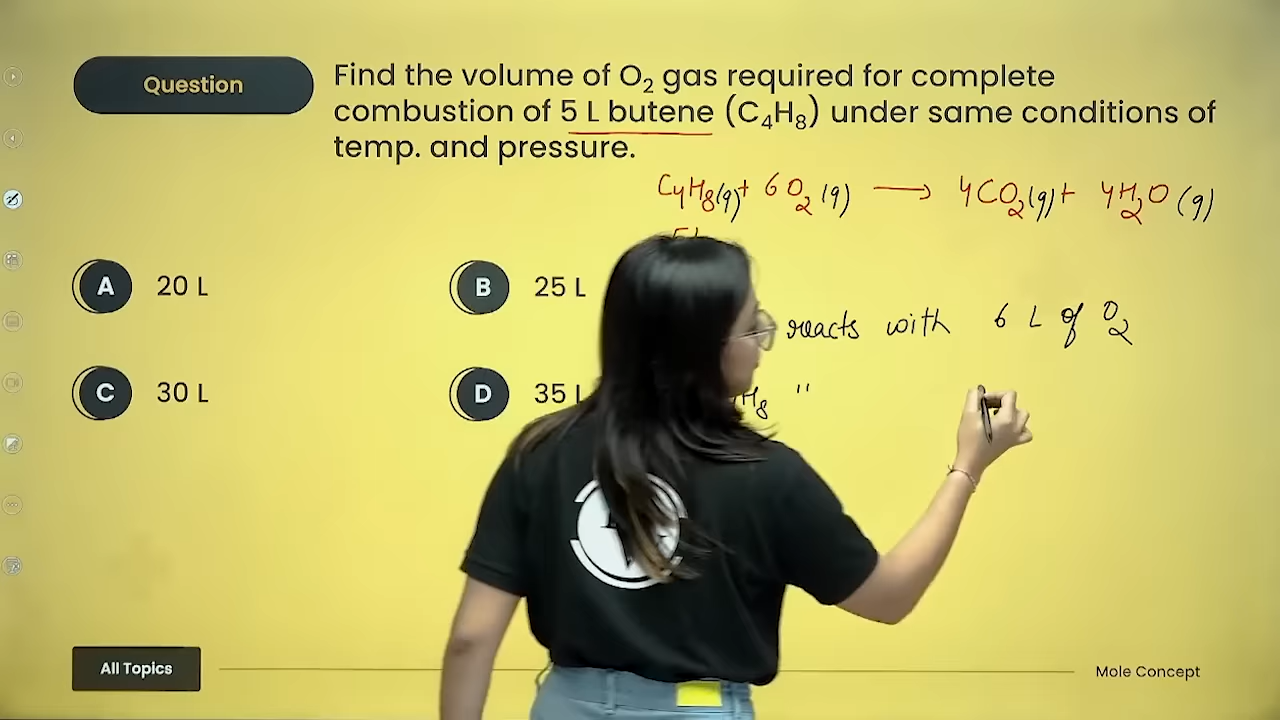 Question
Find the volume of O₂ gas required for complete
combustion of 5 L butene (C₄H₈) under same conditions of
temp. and pressure.
C₄H₈(g) + 6O₂(g) ⟶ 4CO₂(g) + 4H₂O(g)
A 20 L
B 25 L
reacts with 6 L of O₂
C 30 L
D 35 L
H₈ "
All Topics
Mole Concept